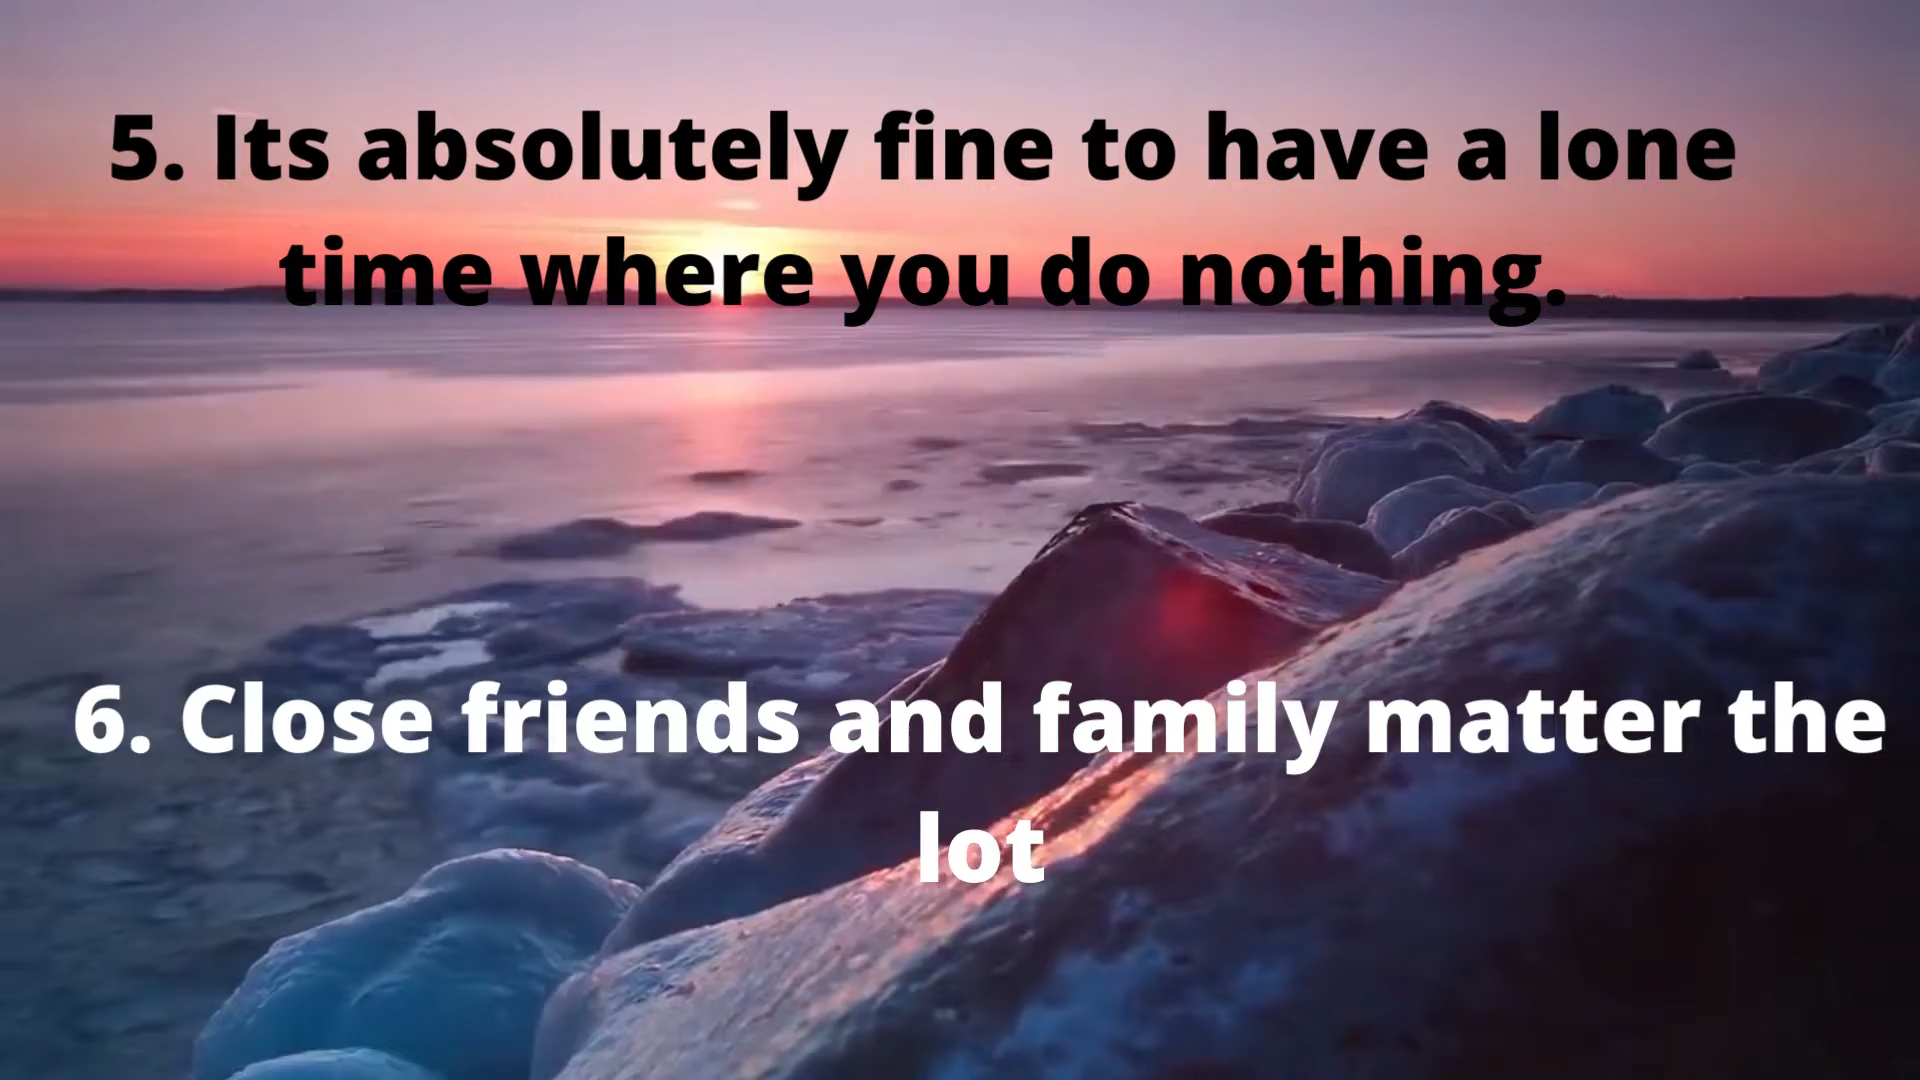 5. Its absolutely fine to have a lone
time where you do nothing.
6. Close friends and family matter the
lot